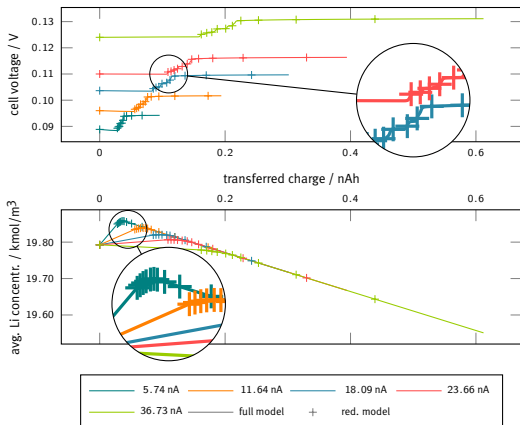 0.13
0.12
0.11
0.10
0.09
cell voltage / V
0 0.2 0.4 0.6
transferred charge / nAh
19.80
19.70
19.60
avg. Li concentr. / kmol/m³
0 0.2 0.4 0.6
5.74 nA 11.64 nA 18.09 nA 23.66 nA
36.73 nA full model red. model